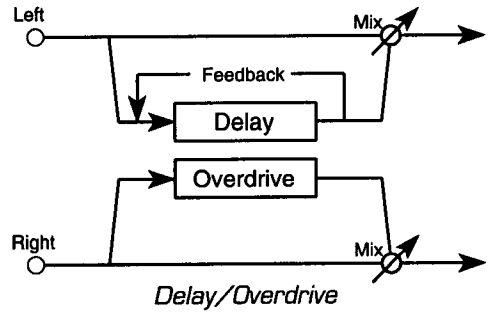 Left
Mix
Feedback
Delay
Overdrive
Right
Mix
Delay/Overdrive